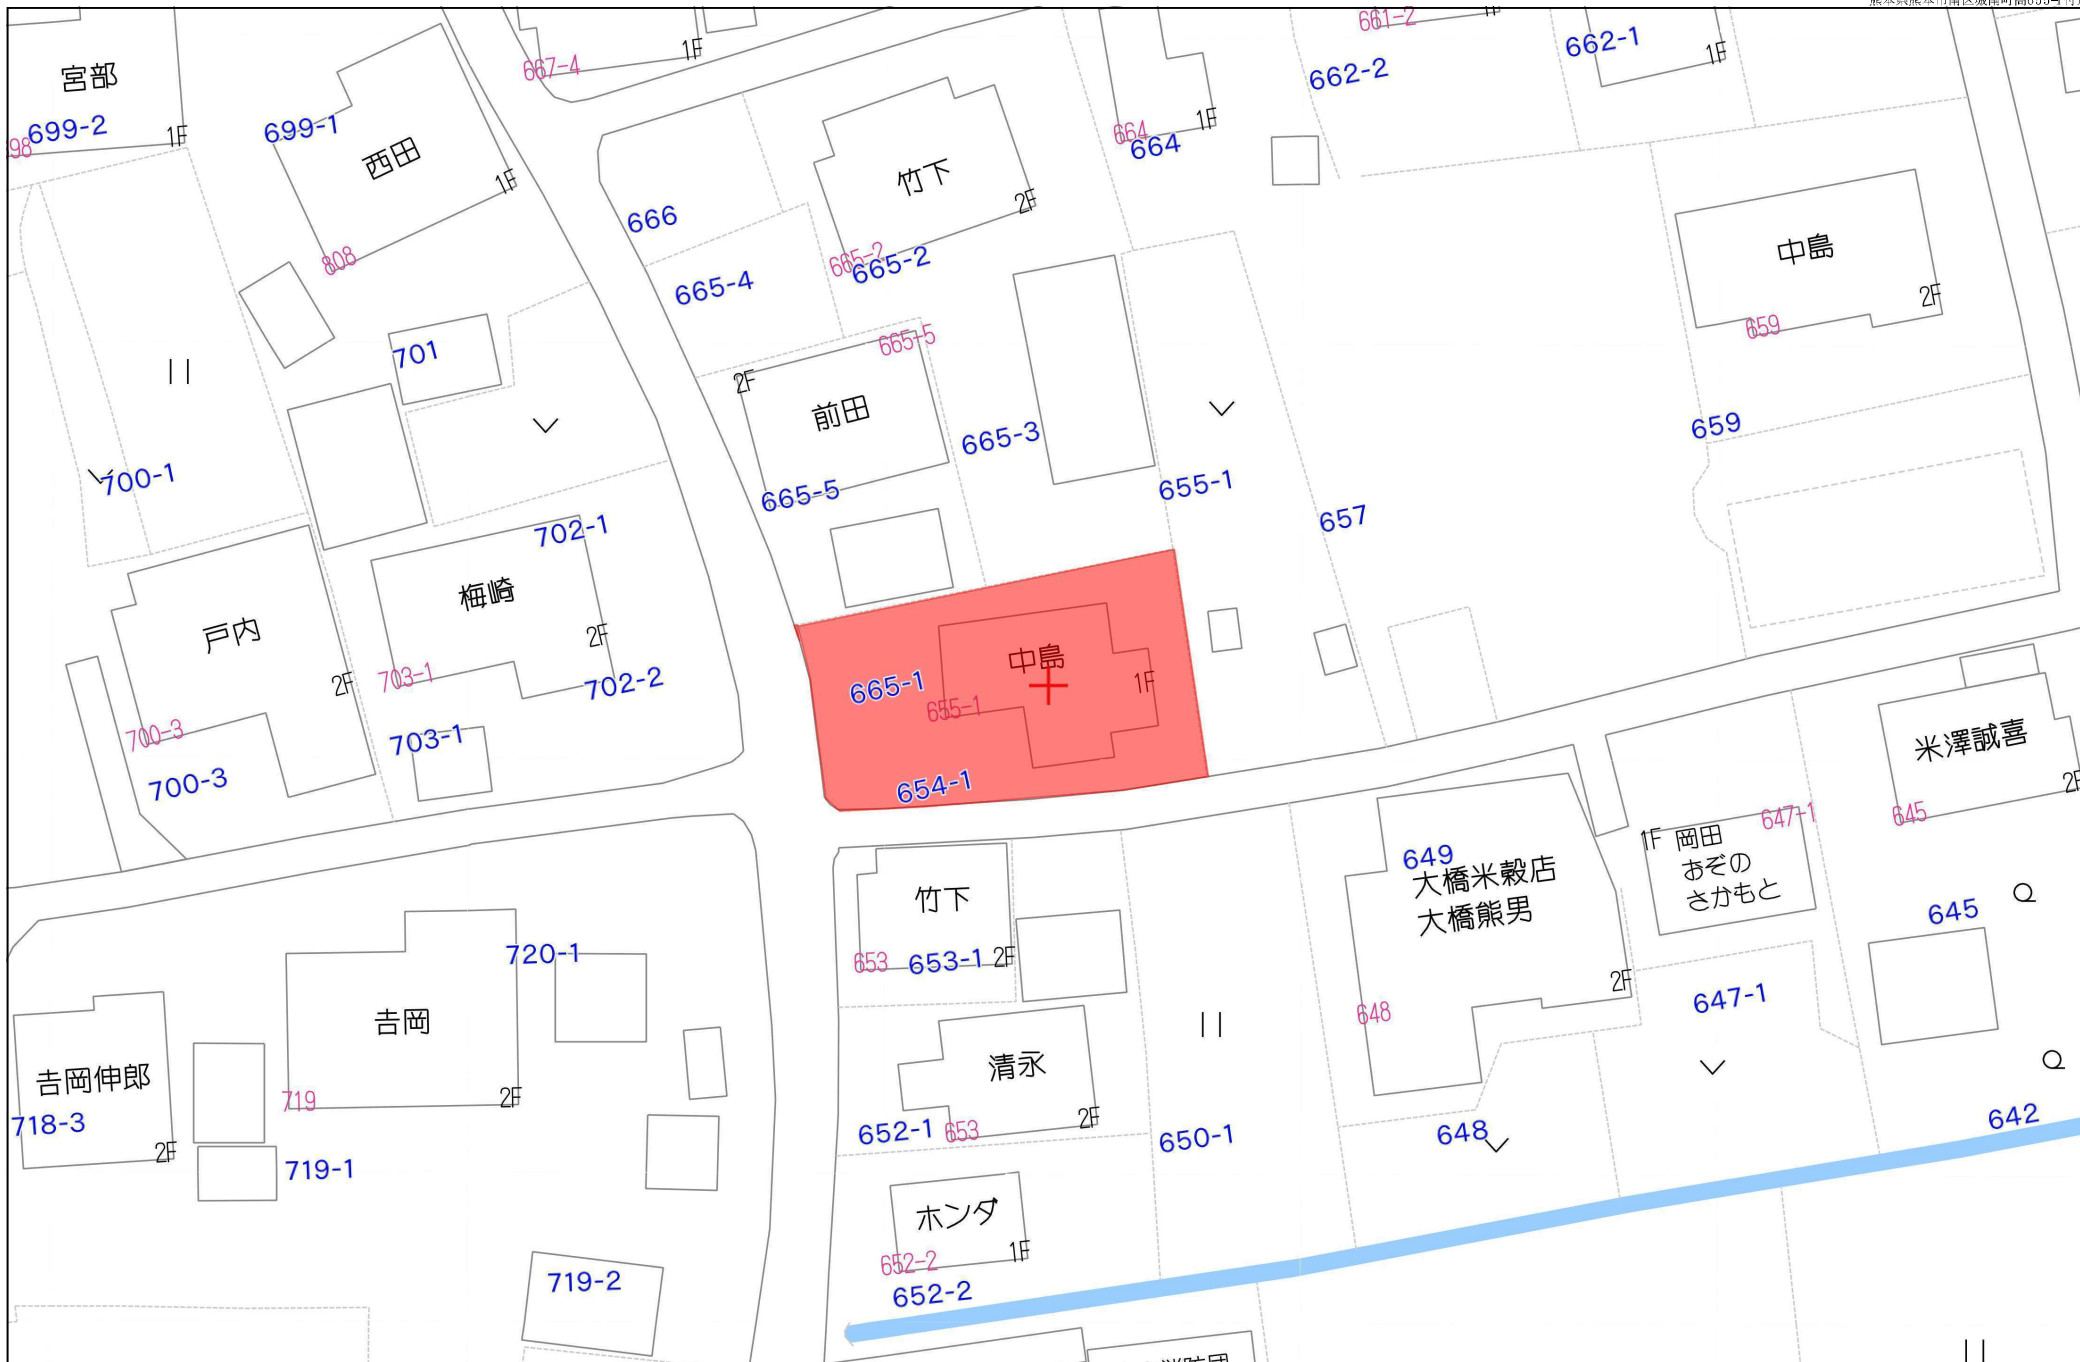 661-2
1F
662-1
1F
662-2
宮部
699-2
1F
98
699-1
西田
1F
808
667-4
1F
竹下
2F
665-2
665-2
664
664
1F
666
665-4
中島
2F
659
659
701
700-1
665-5
2F
前田
665-5
665-3
655-1
657
702-1
梅崎
2F
703-1
702-2
703-1
戸内
2F
700-3
700-3
中島
1F
665-1
655-1
654-1
米澤誠喜
2F
645
645
647-1
1F 岡田
おぞの
さかもと
647-1
649
大橋米穀店
大橋熊男
2F
648
648
竹下
2F
653
653-1
清永
2F
652-1
653
650-1
ホンダ
1F
652-2
652-2
642
720-1
吉岡
2F
719
吉岡伸郎
718-3
2F
719-1
719-2